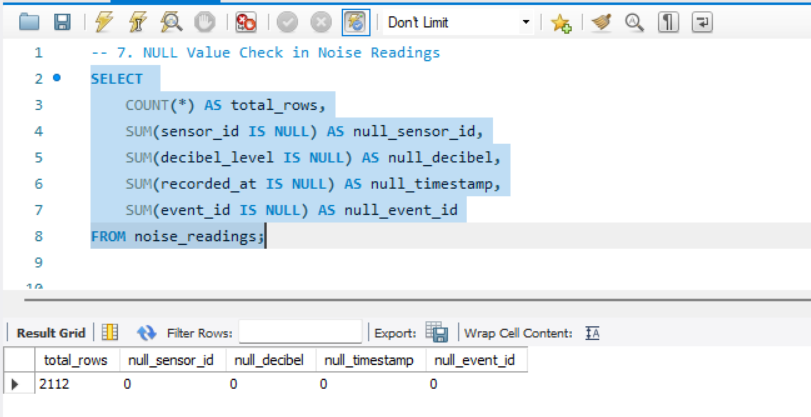 Don't Limit
1 -- 7. NULL Value Check in Noise Readings
2 SELECT
3 COUNT(*) AS total_rows,
4 SUM(sensor_id IS NULL) AS null_sensor_id,
5 SUM(decibel_level IS NULL) AS null_decibel,
6 SUM(recorded_at IS NULL) AS null_timestamp,
7 SUM(event_id IS NULL) AS null_event_id
8 FROM noise_readings;
9
10
Result Grid Filter Rows: Export: Wrap Cell Content:
total_rows null_sensor_id null_decibel null_timestamp null_event_id
2112 0 0 0 0